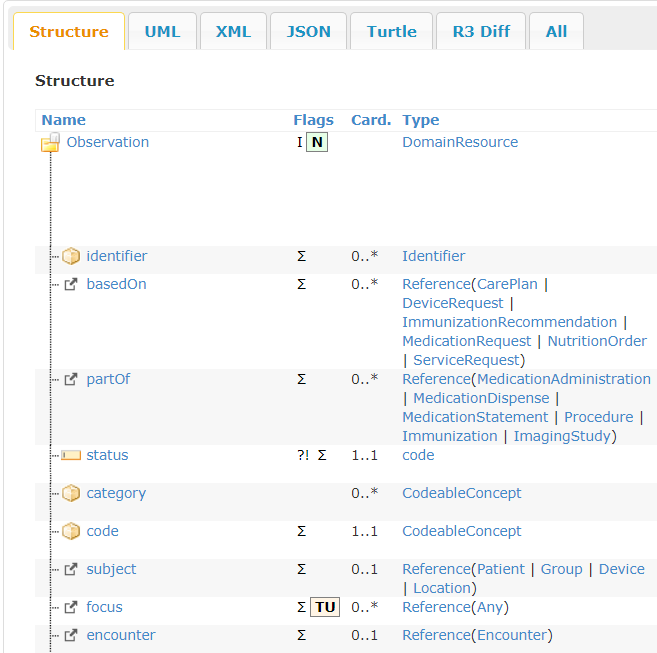 Structure UML XML JSON Turtle R3 Diff All
Structure
Name Flags Card. Type
Observation I N DomainResource
identifier Σ 0..* Identifier
basedOn Σ 0..* Reference(CarePlan |
DeviceRequest |
ImmunizationRecommendation |
MedicationRequest | NutritionOrder
| ServiceRequest)
partOf Σ 0..* Reference(MedicationAdministration
| MedicationDispense |
MedicationStatement | Procedure |
Immunization | ImagingStudy)
status ?! Σ 1..1 code
category 0..* CodeableConcept
code Σ 1..1 CodeableConcept
subject Σ 0..1 Reference(Patient | Group | Device
| Location)
focus Σ TU 0..* Reference(Any)
encounter Σ 0..1 Reference(Encounter)